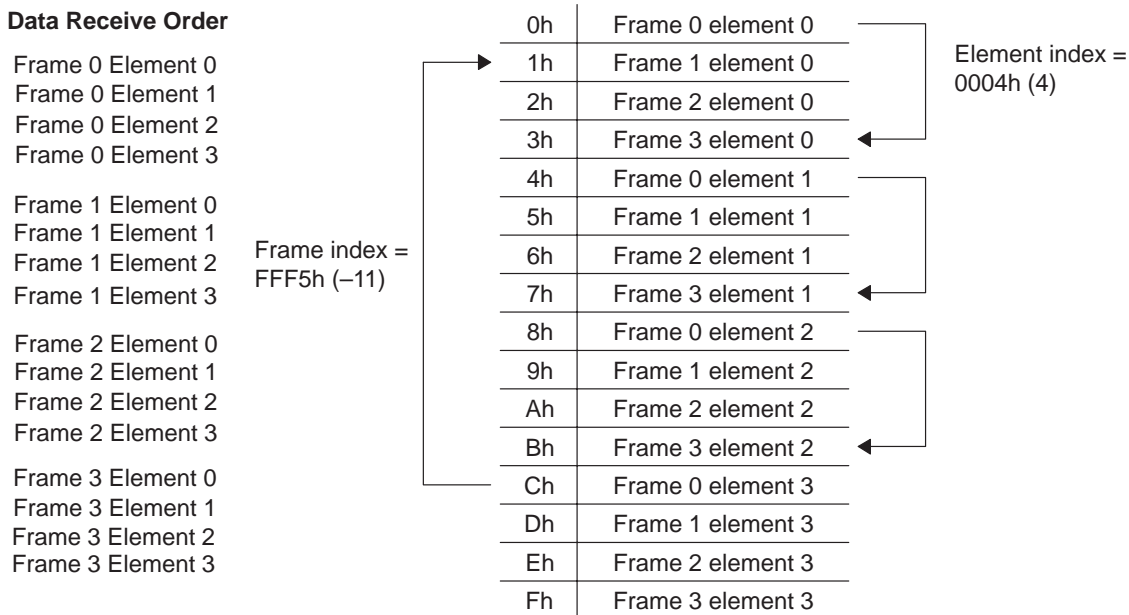 Data Receive Order
Frame 0 Element 0
Frame 0 Element 1
Frame 0 Element 2
Frame 0 Element 3
Frame 1 Element 0
Frame 1 Element 1
Frame 1 Element 2
Frame 1 Element 3
Frame 2 Element 0
Frame 2 Element 1
Frame 2 Element 2
Frame 2 Element 3
Frame 3 Element 0
Frame 3 Element 1
Frame 3 Element 2
Frame 3 Element 3
Frame index =
FFF5h (–11)
0h Frame 0 element 0
1h Frame 1 element 0
2h Frame 2 element 0
3h Frame 3 element 0
4h Frame 0 element 1
5h Frame 1 element 1
6h Frame 2 element 1
7h Frame 3 element 1
8h Frame 0 element 2
9h Frame 1 element 2
Ah Frame 2 element 2
Bh Frame 3 element 2
Ch Frame 0 element 3
Dh Frame 1 element 3
Eh Frame 2 element 3
Fh Frame 3 element 3
Element index =
0004h (4)